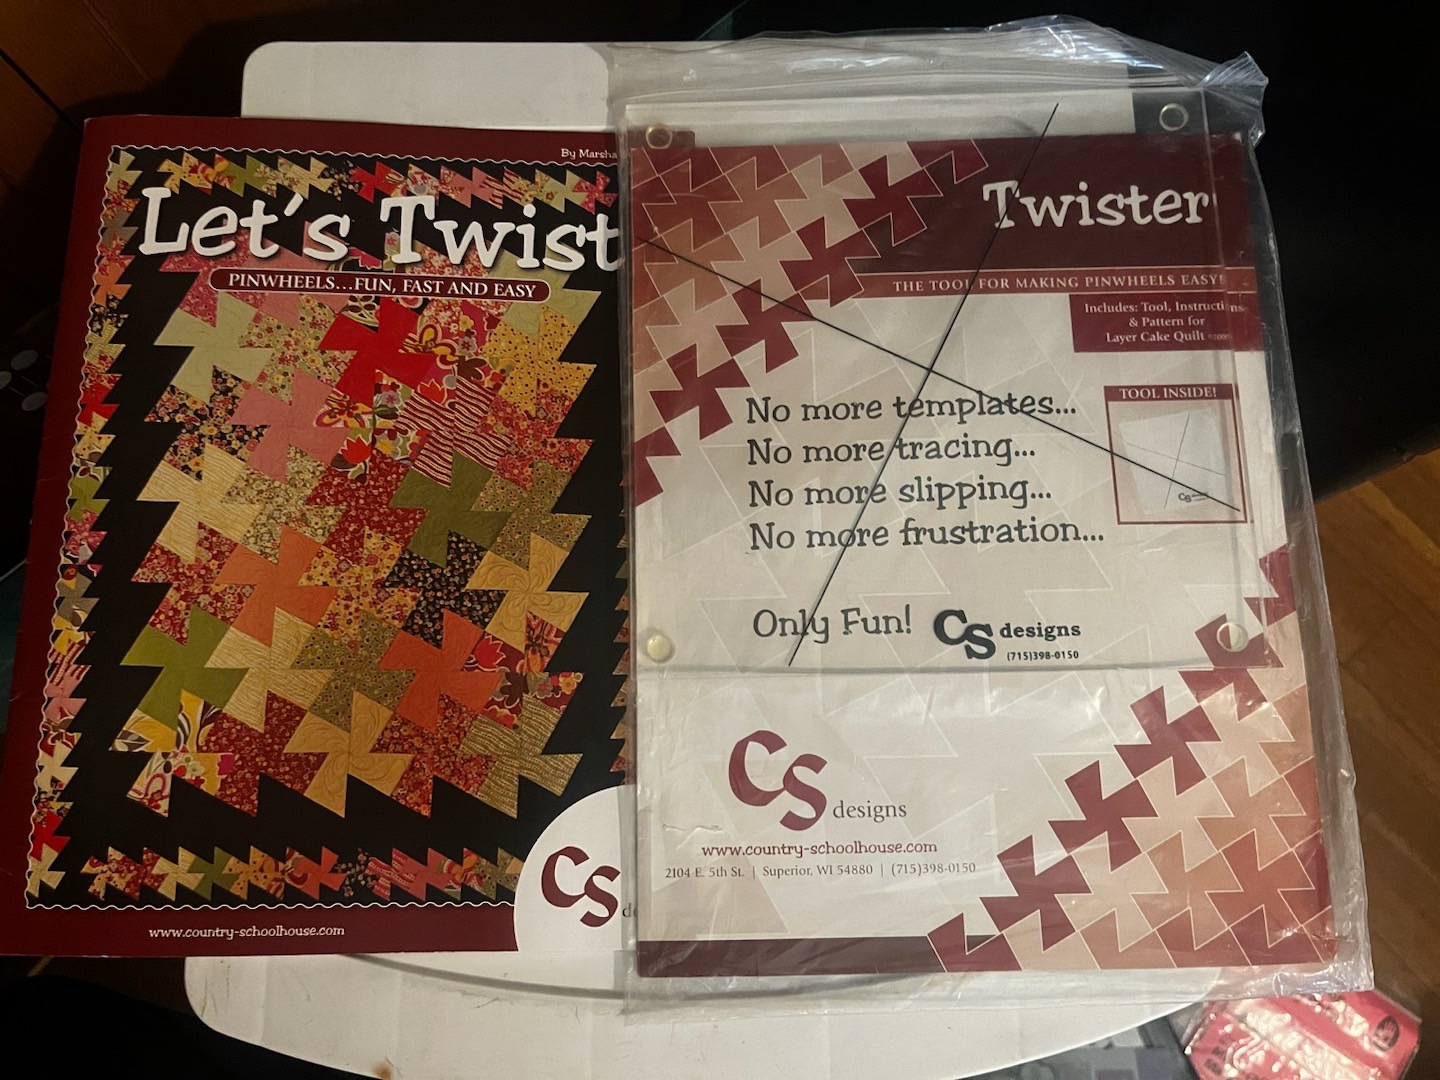 By Marsha
Let's Twist
PINWHEELS...FUN, FAST AND EASY
CS de
www.country-schoolhouse.com
Twister
THE TOOL FOR MAKING PINWHEELS EASY!
Includes: Tool, Instructions
& Pattern for
Layer Cake Quilt
TOOL INSIDE!
CS
No more templates...
No more tracing...
No more slipping...
No more frustration...
Only Fun!
CS designs
(715)398-0150
CS designs
www.country-schoolhouse.com
2104 E. 5th St. | Superior, WI 54880 | (715)398-0150